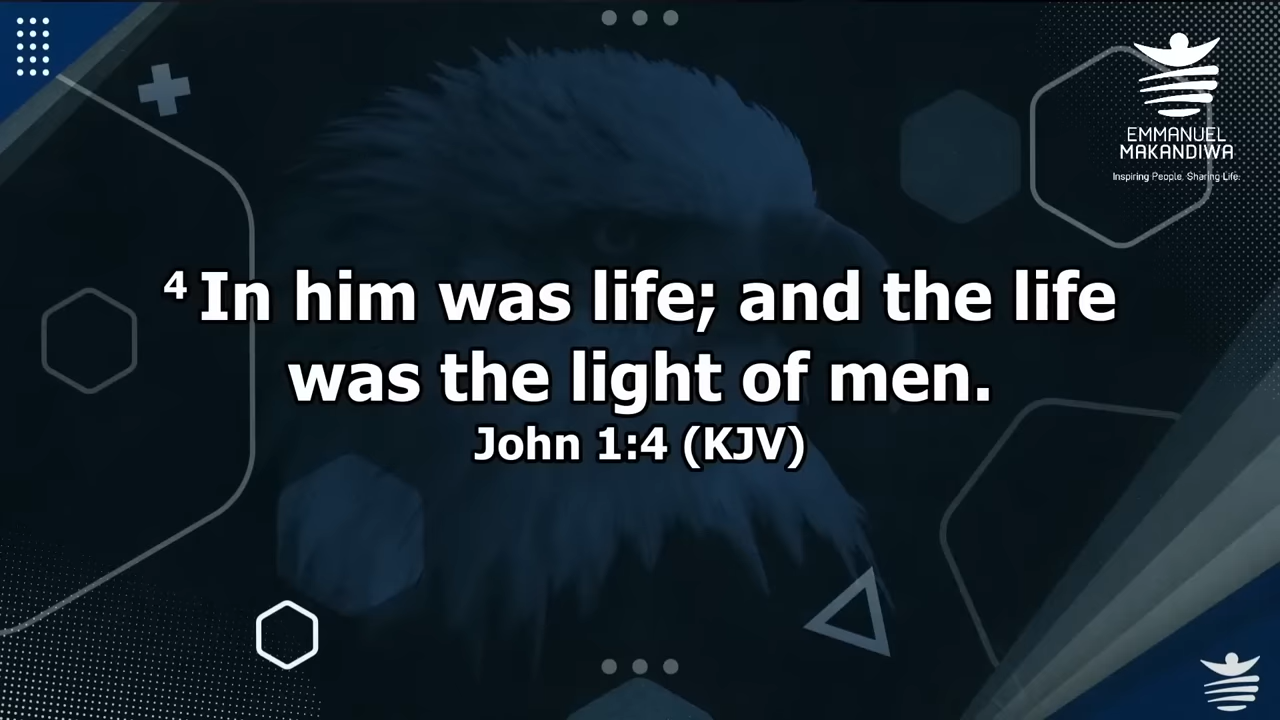 EMMANUEL
MAKANDIWA
Inspiring People. Sharing Life.
4 In him was life; and the life
was the light of men.
John 1:4 (KJV)